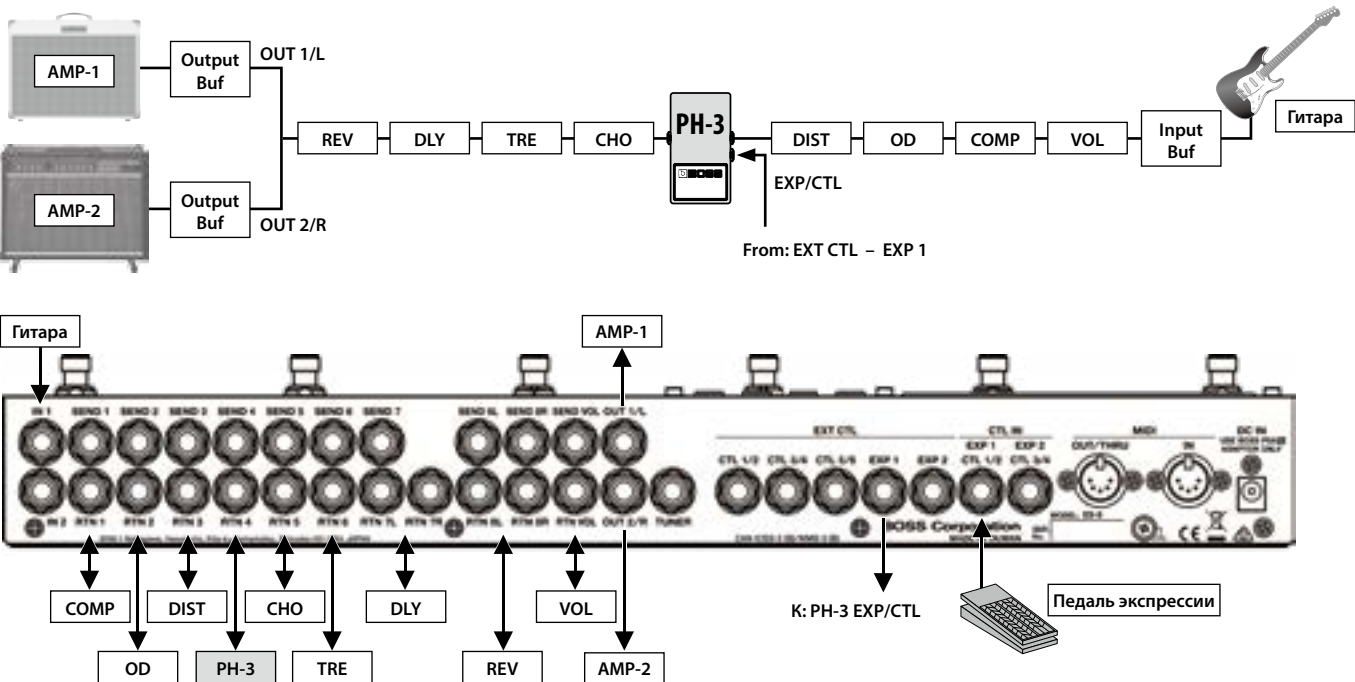 AMP-1
Output
Buf
OUT 1/L
REV
DLY
TRE
CHO
PH-3
BOSS
DIST
OD
COMP
VOL
Input
Buf
Гитара
AMP-2
Output
Buf
OUT 2/R
EXP/CTL
From: EXT CTL – EXP 1
Гитара
AMP-1
IN 1 SEND 1 SEND 2 SEND 3 SEND 4 SEND 5 SEND 6 SEND 7 SEND 8L SEND 8R SEND VOL OUT 1/L
EXT CTL
CTL IN
EXP 1 EXP 2
MIDI
OUT/THRU IN
DC IN
CTL 1/2 CTL 3/4 CTL 5/6 EXP 1 EXP 2 CTL 1/2 CTL 3/4
IN 2 RTN 1 RTN 2 RTN 3 RTN 4 RTN 5 RTN 6 RTN 7L RTN 7R RTN 8L RTN 8R RTN VOL OUT 2/R TUNER
BOSS Corporation
COMP
DIST
CHO
DLY
VOL
К: PH-3 EXP/CTL
Педаль экспрессии
OD
PH-3
TRE
REV
AMP-2